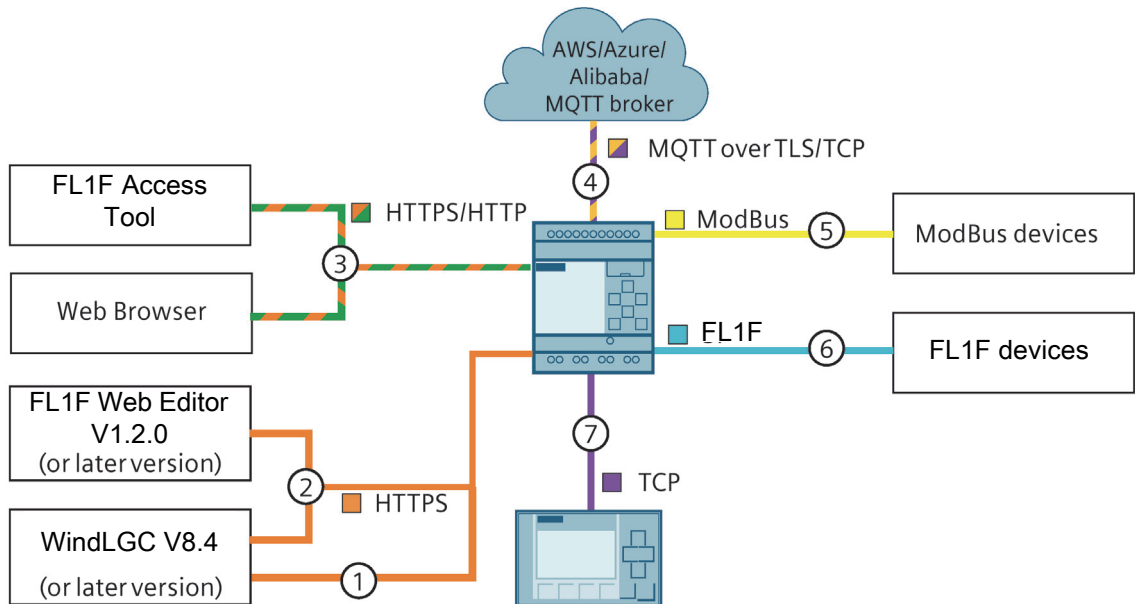 AWS/Azure/
Alibaba/
MQTT broker
MQTT over TLS/TCP
4
FL1F Access
Tool
HTTPS/HTTP
3
Web Browser
ModBus
5
ModBus devices
FL1F
6
FL1F devices
FL1F Web Editor
V1.2.0
(or later version)
2
HTTPS
WindLGC V8.4
(or later version)
1
7
TCP